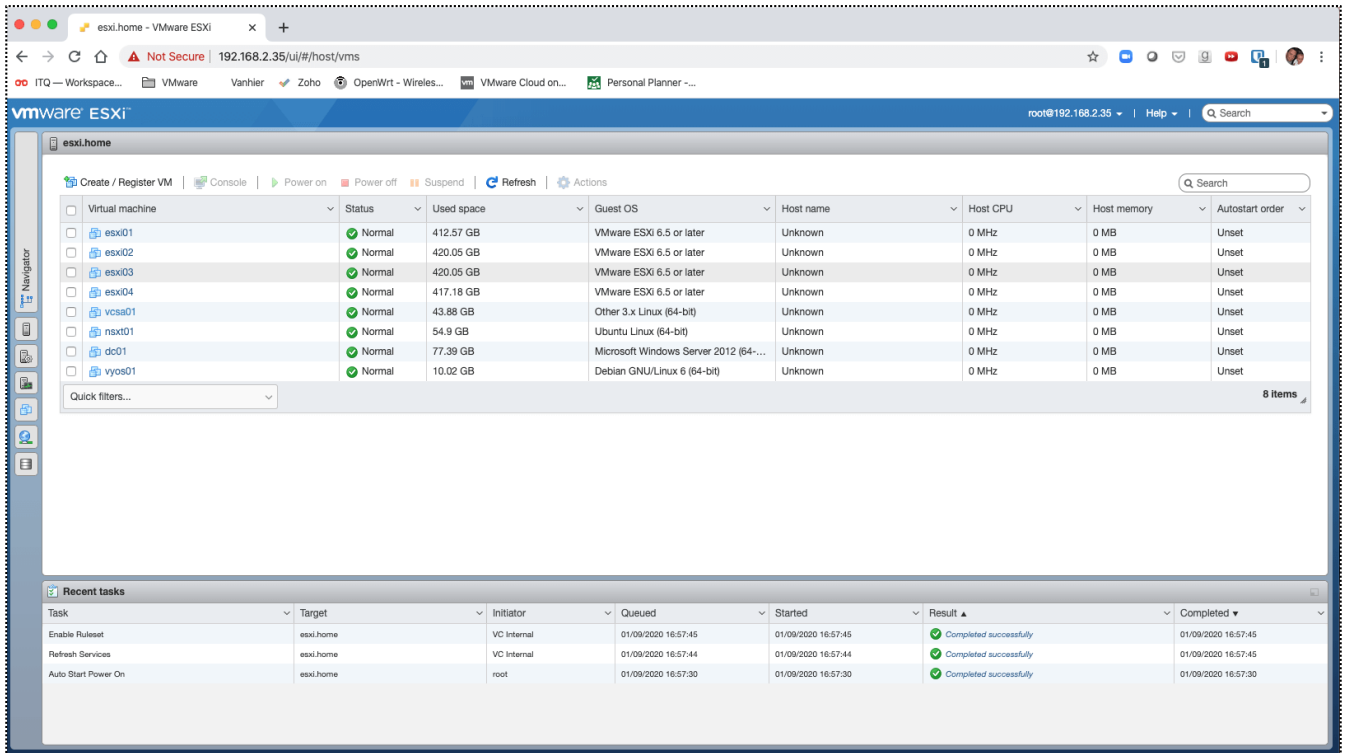 esxi.home - VMware ESXi
Not Secure 192.168.2.35/ui/#/host/vms
ITQ — Workspace... VMware Vanhier Zoho OpenWrt - Wireles... vm VMware Cloud on... Personal Planner -...
vmware ESXi™ root@192.168.2.35 Help Search
esxi.home
Create / Register VM Console Power on Power off Suspend Refresh Actions Search
Virtual machine Status Used space Guest OS Host name Host CPU Host memory Autostart order
esxi01 Normal 412.57 GB VMware ESXi 6.5 or later Unknown 0 MHz 0 MB Unset
esxi02 Normal 420.05 GB VMware ESXi 6.5 or later Unknown 0 MHz 0 MB Unset
esxi03 Normal 420.05 GB VMware ESXi 6.5 or later Unknown 0 MHz 0 MB Unset
esxi04 Normal 417.18 GB VMware ESXi 6.5 or later Unknown 0 MHz 0 MB Unset
vcsa01 Normal 43.88 GB Other 3.x Linux (64-bit) Unknown 0 MHz 0 MB Unset
nsxt01 Normal 54.9 GB Ubuntu Linux (64-bit) Unknown 0 MHz 0 MB Unset
dc01 Normal 77.39 GB Microsoft Windows Server 2012 (64-... Unknown 0 MHz 0 MB Unset
vyos01 Normal 10.02 GB Debian GNU/Linux 6 (64-bit) Unknown 0 MHz 0 MB Unset
Quick filters... 8 items
Navigator
Recent tasks
Task Target Initiator Queued Started Result Completed
Enable Ruleset esxi.home VC Internal 01/09/2020 16:57:45 01/09/2020 16:57:45 Completed successfully 01/09/2020 16:57:45
Refresh Services esxi.home VC Internal 01/09/2020 16:57:44 01/09/2020 16:57:44 Completed successfully 01/09/2020 16:57:45
Auto Start Power On esxi.home root 01/09/2020 16:57:30 01/09/2020 16:57:30 Completed successfully 01/09/2020 16:57:30